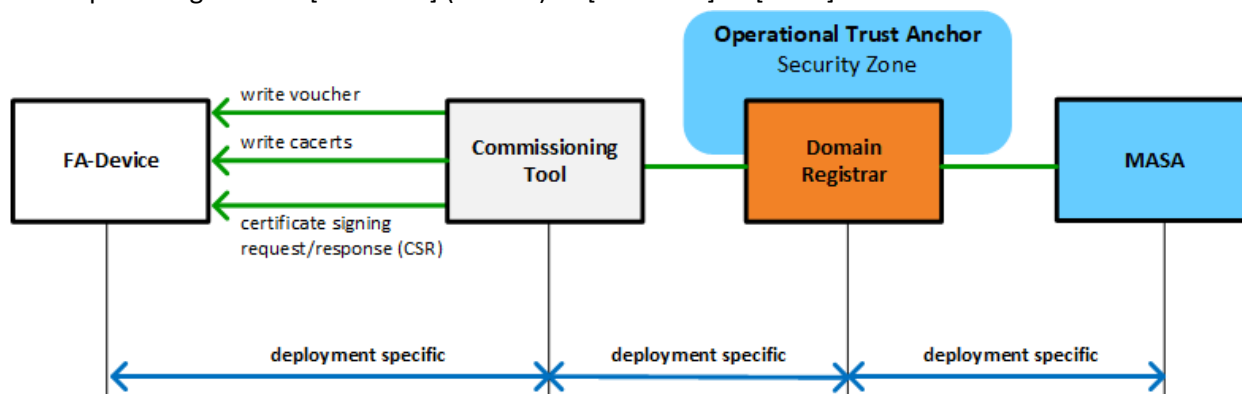 Operational Trust Anchor
Security Zone
write voucher
FA-Device
write cacerts
Commissioning
Tool
Domain
Registrar
MASA
certificate signing
request/response (CSR)
deployment specific
deployment specific
deployment specific